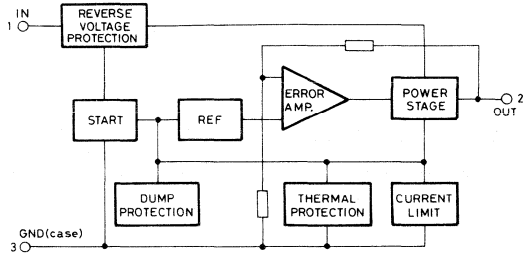 IN
1
REVERSE
VOLTAGE
PROTECTION
START
REF
ERROR
AMP.
POWER
STAGE
2
OUT
DUMP
PROTECTION
THERMAL
PROTECTION
CURRENT
LIMIT
GND(case)
3